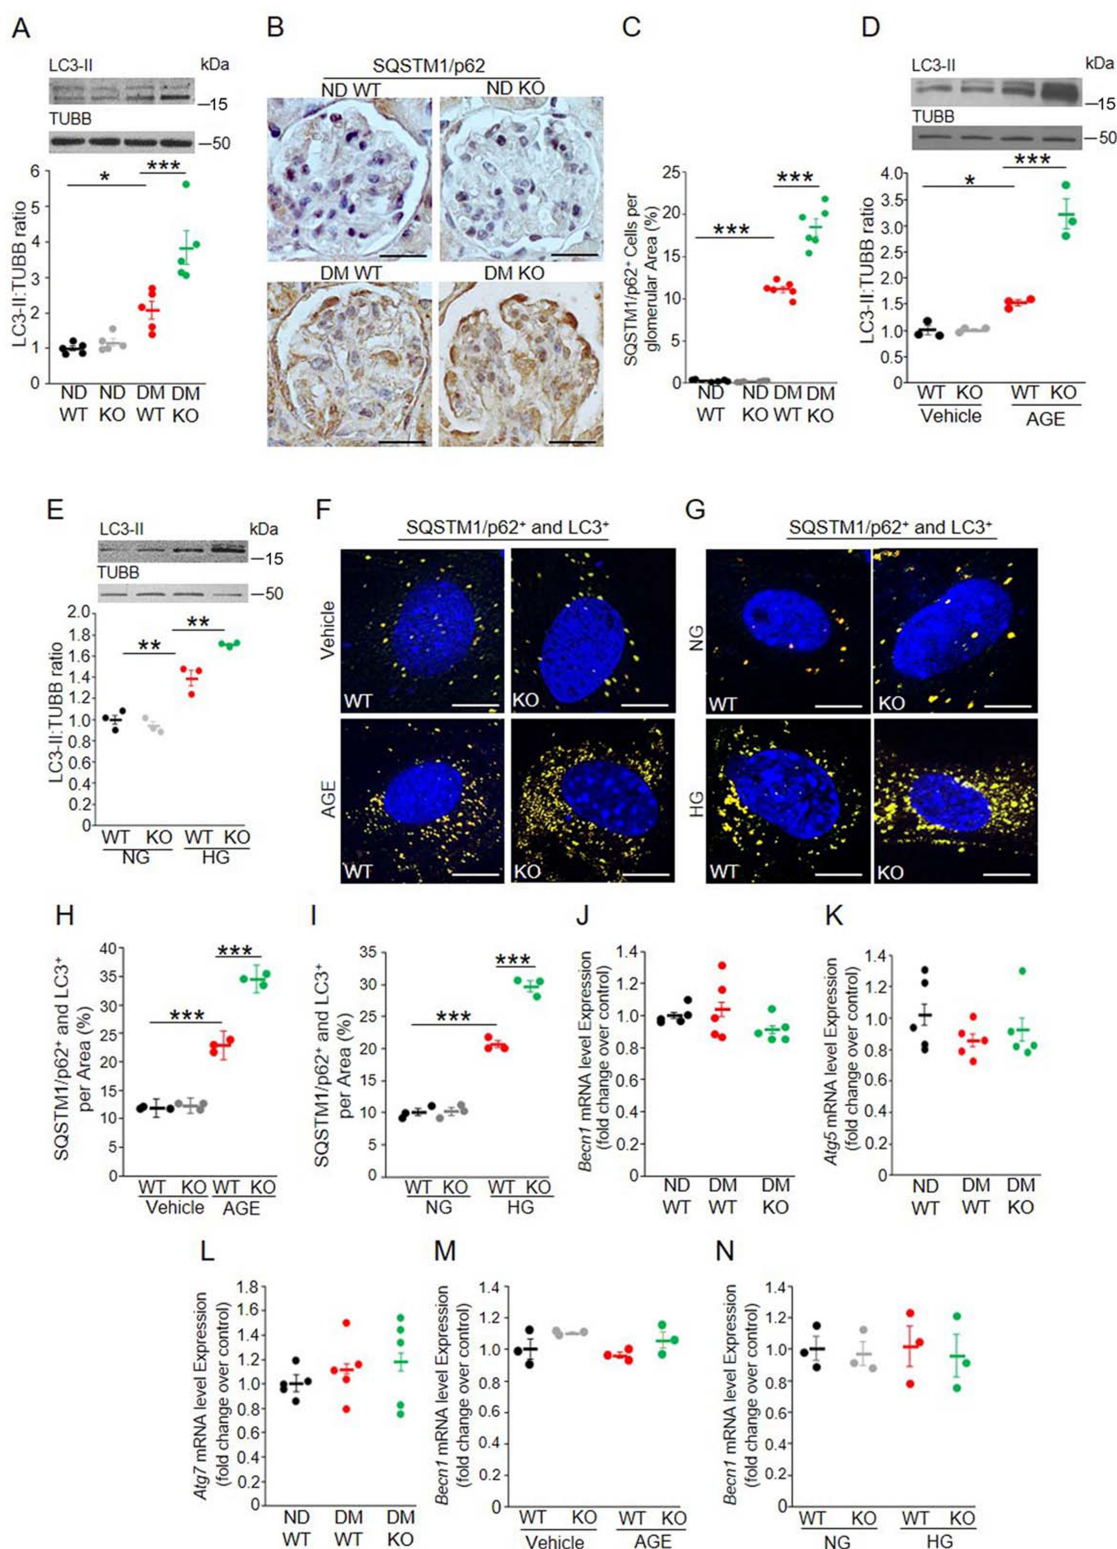 A
LC3-II
kDa
15
TUBB
50
***
*
LC3-II:TUBB ratio
6
5
4
3
2
1
0
ND ND DM DM
WT KO WT KO
B
SQSTM1/p62
ND WT
ND KO
DM WT
DM KO
C
SQSTM1/p62⁺ Cells per
glomerular Area (%)
25
20
15
10
5
0
***
***
ND ND DM DM
WT KO WT KO
D
LC3-II
kDa
15
TUBB
50
***
*
LC3-II:TUBB ratio
4.0
3.5
3.0
2.5
2.0
1.5
1.0
0.5
0
WT KO WT KO
Vehicle AGE
E
LC3-II
kDa
15
TUBB
50
**
**
LC3-II:TUBB ratio
2.0
1.8
1.6
1.4
1.2
1.0
0.8
0.6
0.4
0.2
0
WT KO WT KO
NG HG
F
SQSTM1/p62⁺ and LC3⁺
Vehicle
WT
KO
AGE
WT
KO
G
SQSTM1/p62⁺ and LC3⁺
NG
WT
KO
HG
WT
KO
H
SQSTM1/p62⁺ and LC3⁺
per Area (%)
40
35
30
25
20
15
10
5
0
***
***
WT KO WT KO
Vehicle AGE
I
SQSTM1/p62⁺ and LC3⁺
per Area (%)
35
30
25
20
15
10
5
0
***
***
WT KO WT KO
NG HG
J
Becn1 mRNA level Expression
(fold change over control)
1.4
1.2
1.0
0.8
0.6
0.4
0.2
0
ND DM DM
WT WT KO
K
Atg5 mRNA level Expression
(fold change over control)
1.4
1.2
1.0
0.8
0.6
0.4
0.2
0
ND DM DM
WT WT KO
L
Atg7 mRNA level Expression
(fold change over control)
1.8
1.6
1.4
1.2
1.0
0.8
0.6
0.4
0.2
0
ND DM DM
WT WT KO
M
Becn1 mRNA level Expression
(fold change over control)
1.4
1.2
1.0
0.8
0.6
0.4
0.2
0
WT KO WT KO
Vehicle AGE
N
Becn1 mRNA level Expression
(fold change over control)
1.4
1.2
1.0
0.8
0.6
0.4
0.2
0
WT KO WT KO
NG HG